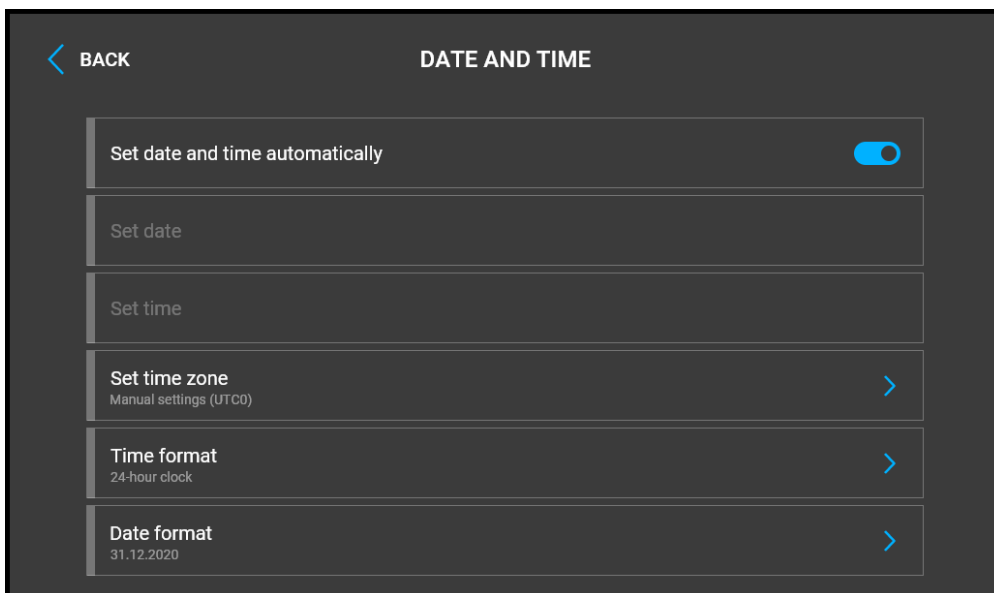 BACK
DATE AND TIME
Set date and time automatically
Set date
Set time
Set time zone
Manual settings (UTC0)
Time format
24-hour clock
Date format
31.12.2020